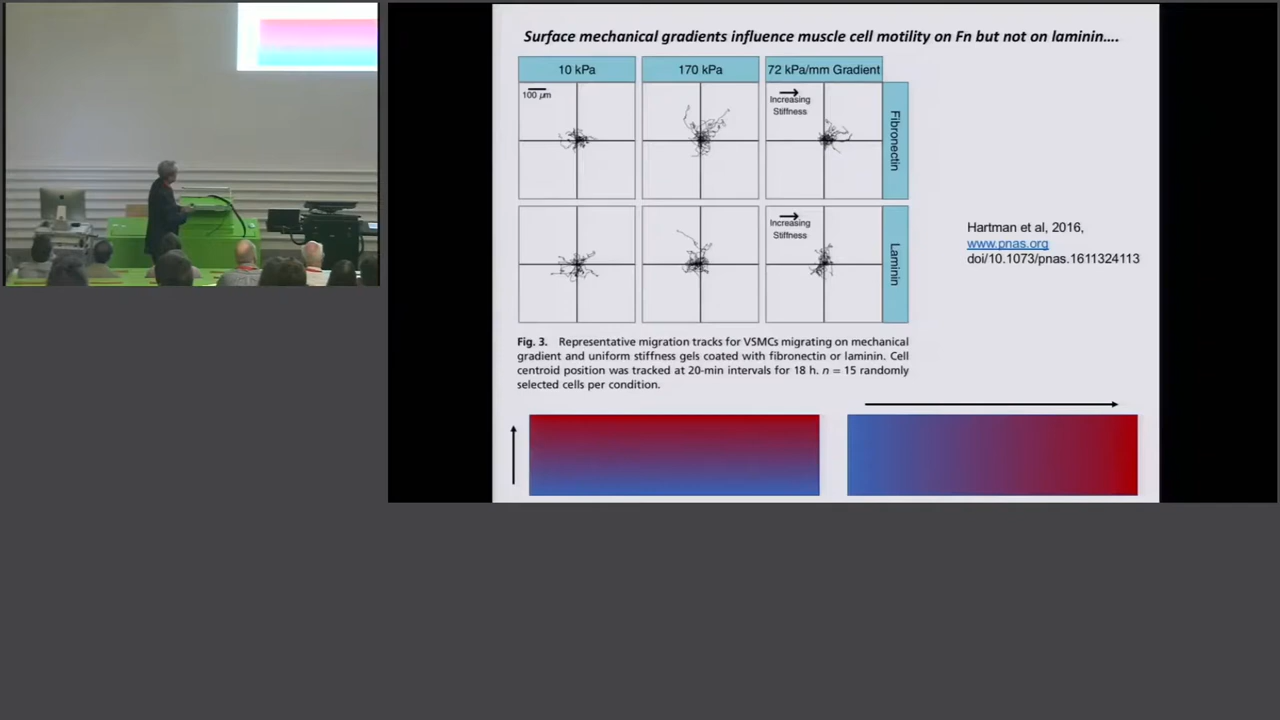 Surface mechanical gradients influence muscle cell motility on Fn but not on laminin....
10 kPa
170 kPa
72 kPa/mm Gradient
100 µm
Increasing
Stiffness
Fibronectin
Increasing
Stiffness
Laminin
Hartman et al, 2016,
www.pnas.org
doi/10.1073/pnas.1611324113
Fig. 3. Representative migration tracks for VSMCs migrating on mechanical
gradient and uniform stiffness gels coated with fibronectin or laminin. Cell
centroid position was tracked at 20-min intervals for 18 h. n = 15 randomly
selected cells per condition.